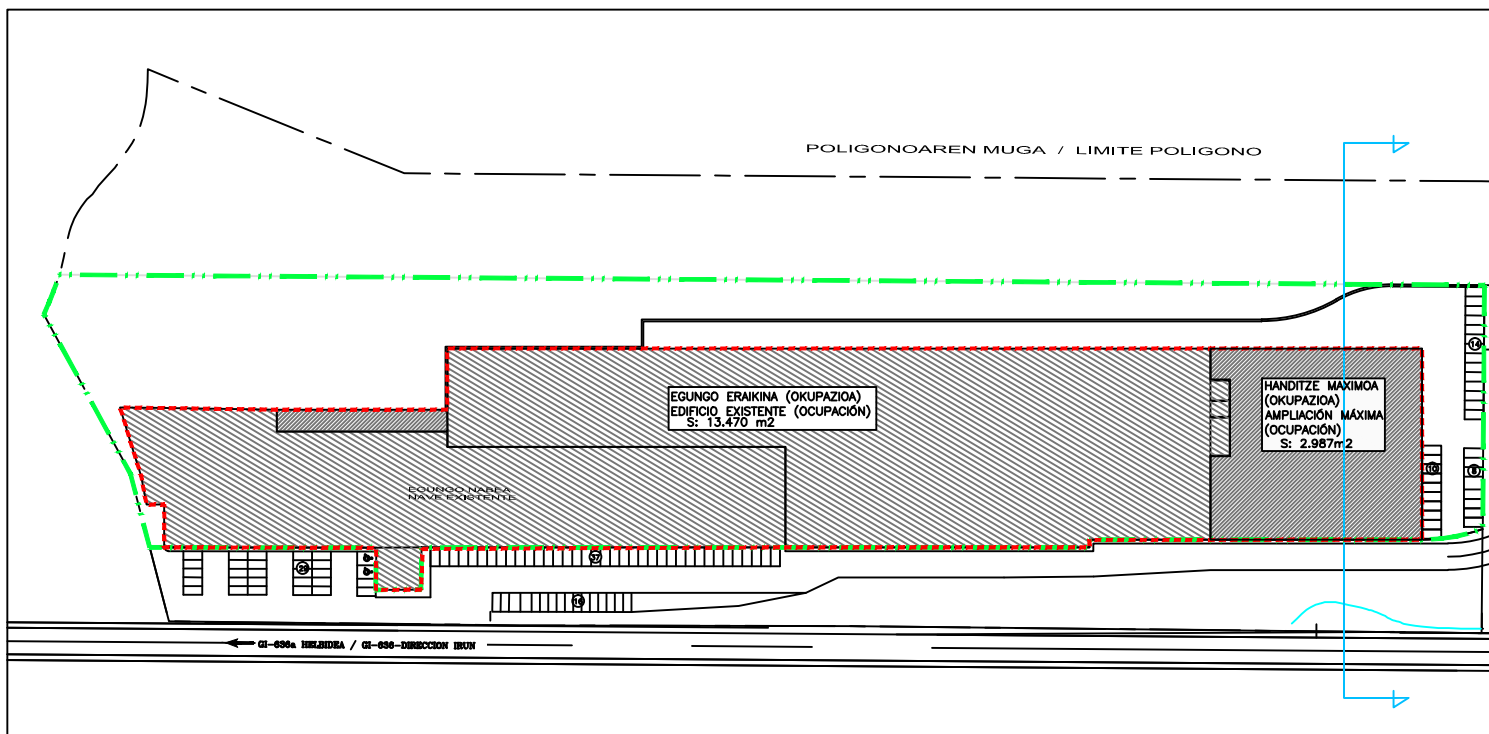 POLIGONOAREN MUGA / LIMITE POLIGONO
14
EGUNGO ERAIKINA (OKUPAZIOA)
EDIFICIO EXISTENTE (OCUPACIÓN)
S: 13.470 m2
HANDITZE MAXIMOA
(OKUPAZIOA)
AMPLIACIÓN MÁXIMA
(OCUPACIÓN)
S: 2.987m2
10
8
EGUNGO NABEA
NAVE EXISTENTE
29
37
16
GI-636a HELBIDEA / GI-636-DIRECCION IRUN